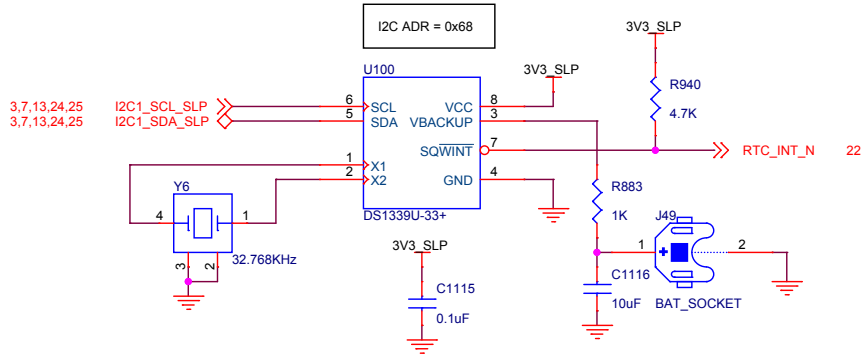 I2C ADR = 0x68
3V3_SLP
U100
3V3_SLP
R940
4.7K
3,7,13,24,25 I2C1_SCL_SLP 6 SCL VCC 8
3,7,13,24,25 I2C1_SDA_SLP 5 SDA VBACKUP 3
SQWINT 7 RTC_INT_N 22
1 X1
2 X2 GND 4
DS1339U-33+
Y6
4 1
3 2
32.768KHz
R883
1K
J49
1 + 2
BAT_SOCKET
3V3_SLP
C1115
0.1uF
C1116
10uF